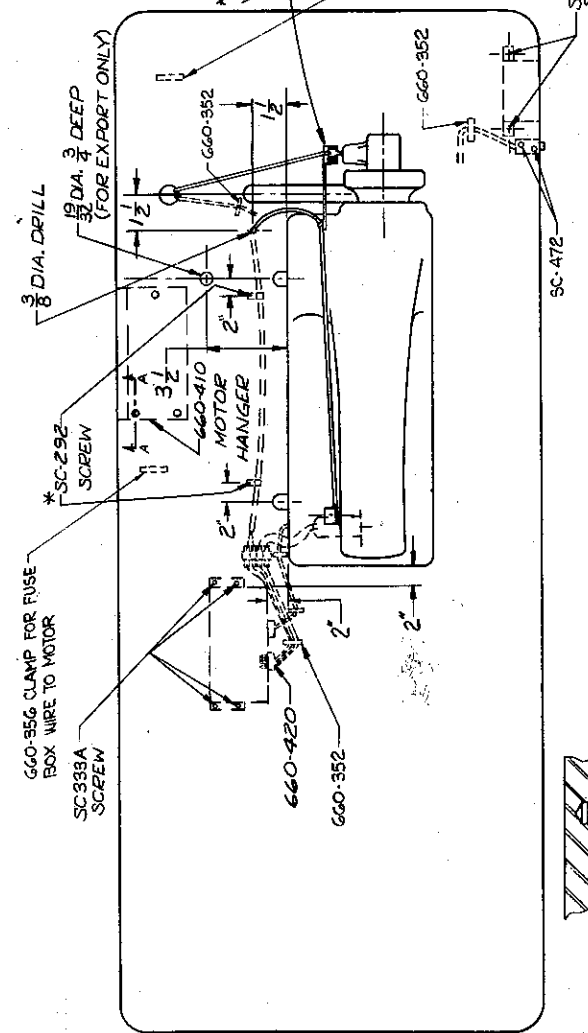 660-356 CLAMP FOR FUSE
BOX WIRE TO MOTOR
SC333A
SCREW
*SC-292
SCREW
3/8 DIA. DRILL
19/32 DIA. 3/4 DEEP
(FOR EXPORT ONLY)
A
A
3 1/2
660-410
MOTOR
HANGER
2"
2"
1 1/2
1 1/2
660-352
*
660-352
SC-472
2"
2"
660-420
660-352
A